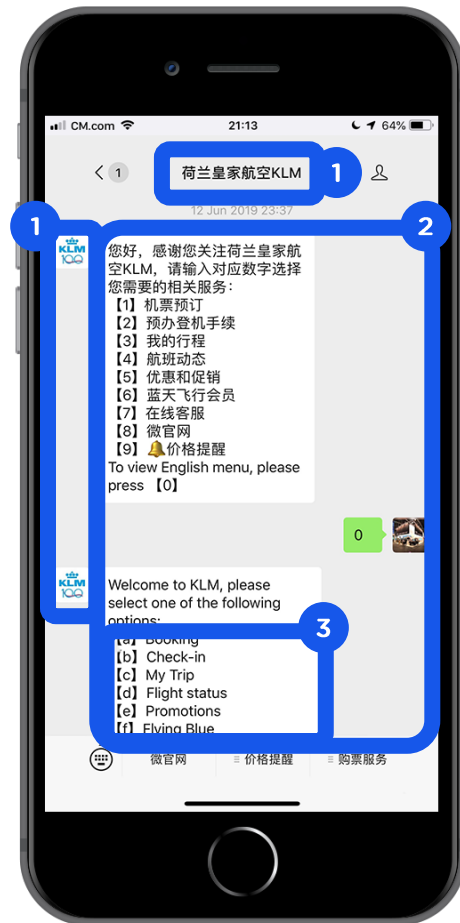 CM.com
21:13
64%
1
荷兰皇家航空KLM
1
12 Jun 2019 23:37
1
2
KLM
100
您好，感谢您关注荷兰皇家航
空KLM，请输入对应数字选择
您需要的相关服务：
【1】机票预订
【2】预办登机手续
【3】我的行程
【4】航班动态
【5】优惠和促销
【6】蓝天飞行会员
【7】在线客服
【8】微官网
【9】🔔价格提醒
To view English menu, please
press 【0】
0
KLM
100
Welcome to KLM, please
select one of the following
options:
3
【a】Booking
【b】Check-in
【c】My Trip
【d】Flight status
【e】Promotions
【f】Flying Blue
微官网
价格提醒
购票服务